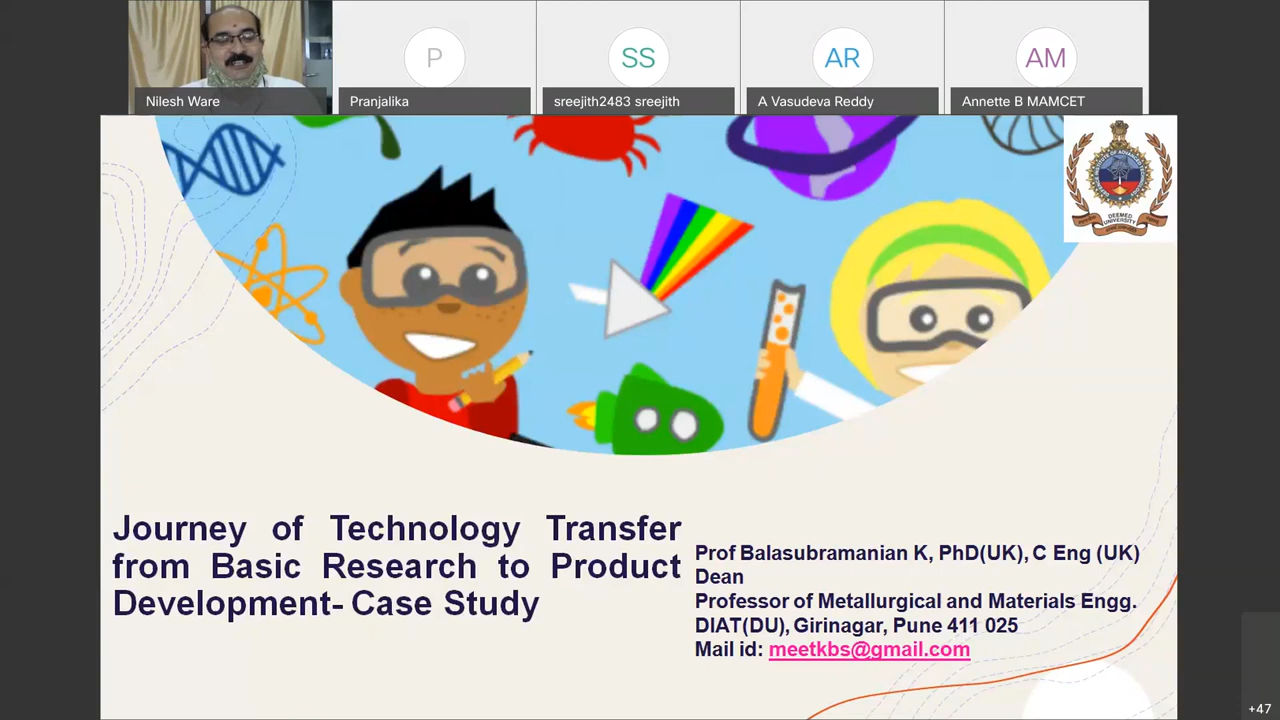 P
SS
AR
AM
Nilesh Ware
Pranjalika
sreejith2483 sreejith
A Vasudeva Reddy
Annette B MAMCET
DEEMED
UNIVERSITY
Journey of Technology Transfer
from Basic Research to Product
Development- Case Study
Prof Balasubramanian K, PhD(UK), C Eng (UK)
Dean
Professor of Metallurgical and Materials Engg.
DIAT(DU), Girinagar, Pune 411 025
Mail id: meetkbs@gmail.com
+47